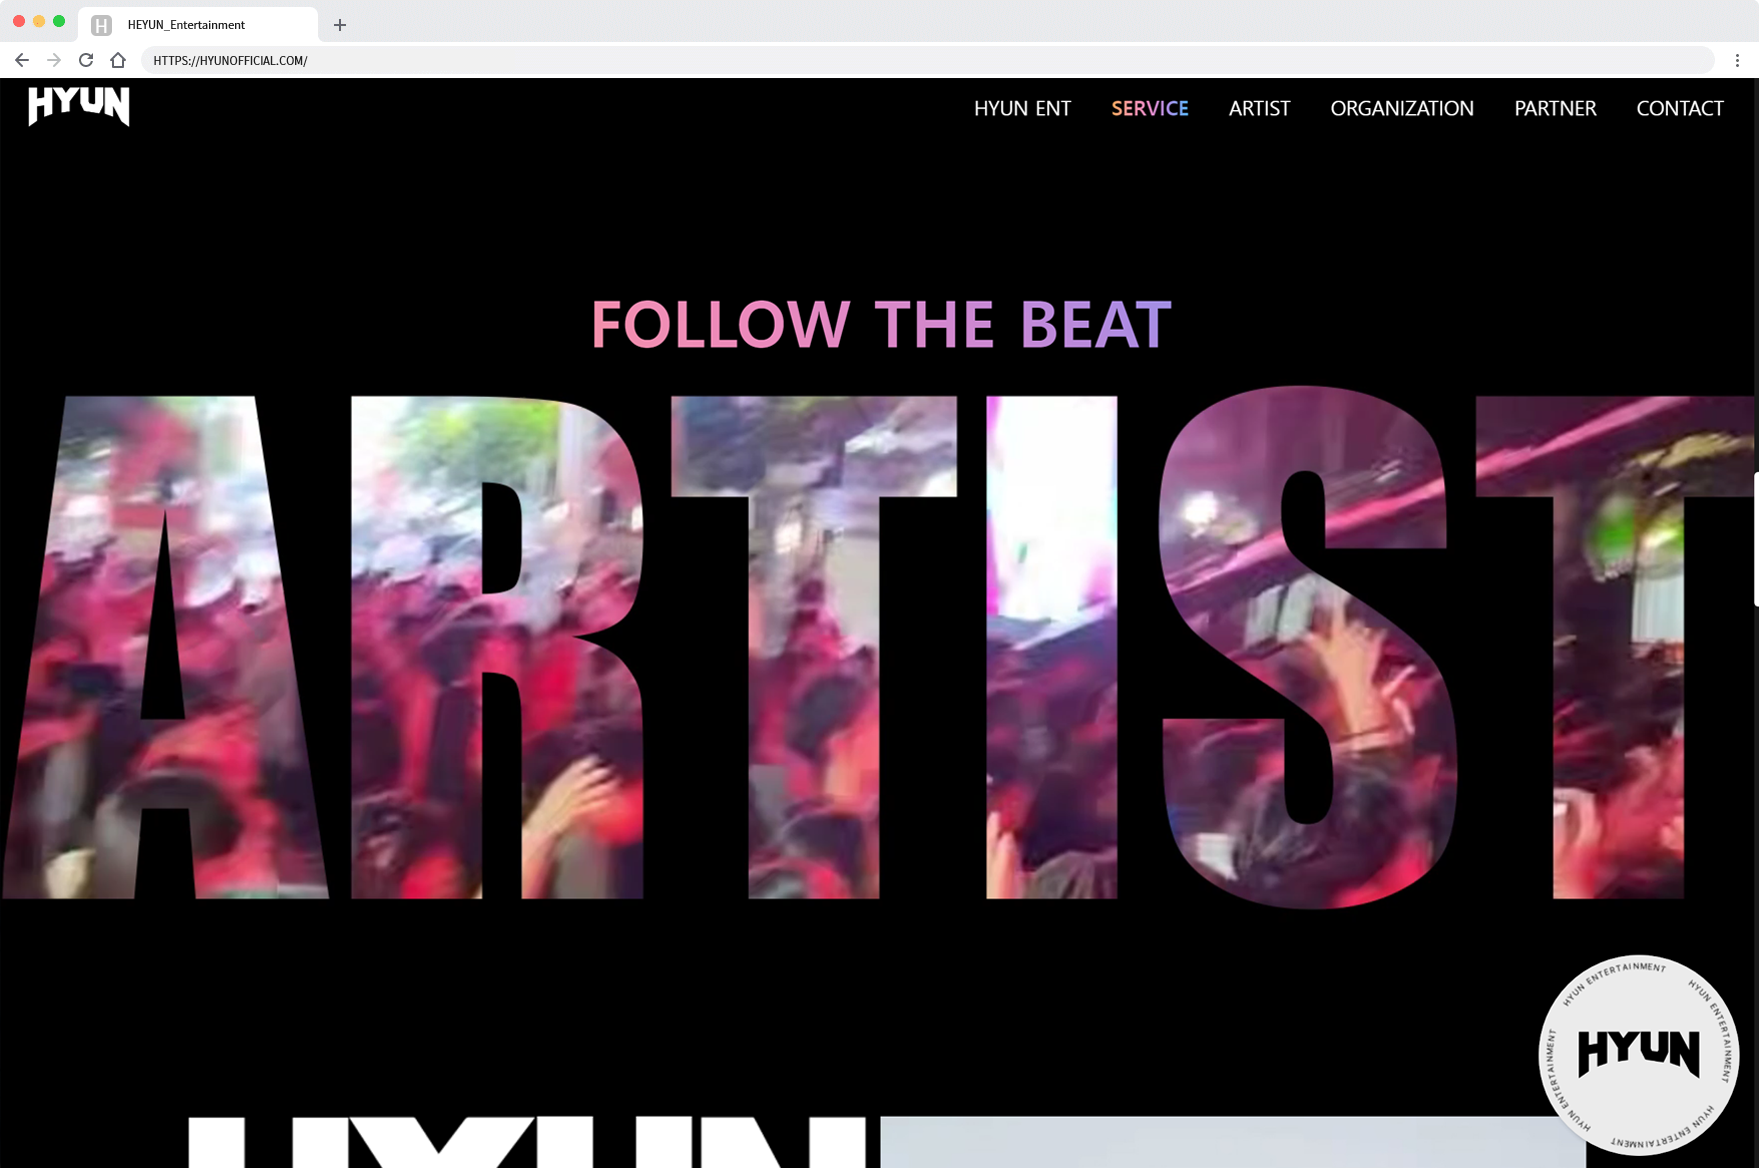 H HEYUN_Entertainment
HTTPS://HYUNOFFICIAL.COM/
HYUN
HYUN ENT SERVICE ARTIST ORGANIZATION PARTNER CONTACT
FOLLOW THE BEAT
ARTIST
HYUN ENTERTAINMENT HYUN ENTERTAINMENT HYUN ENTERTAINMENT HYUN ENTERTAINMENT
HYUN
HYUN